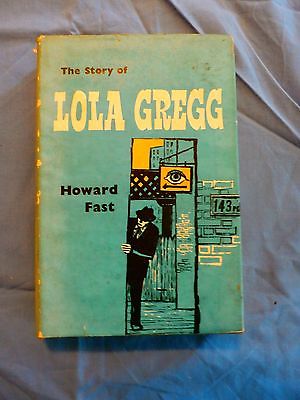 The Story of
LOLA GREGG
Howard
Fast
143RD